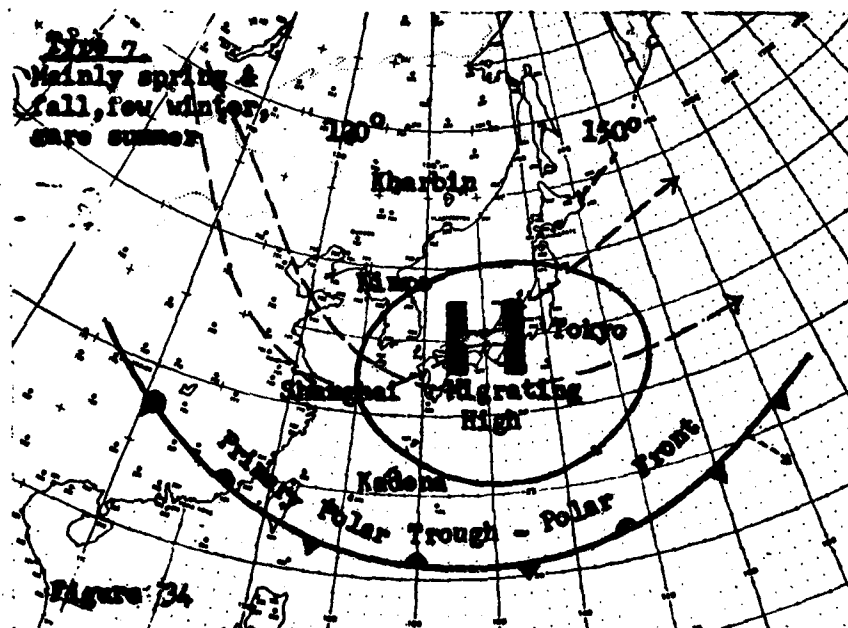 Type 7.
Mainly spring &
fall, few winter,
rare summer
120°
150°
Kharbin
Kimpo
Tokyo
Shanghai
Migrating
High
Kadena
Primary Polar Trough - Polar Front
Figure 34